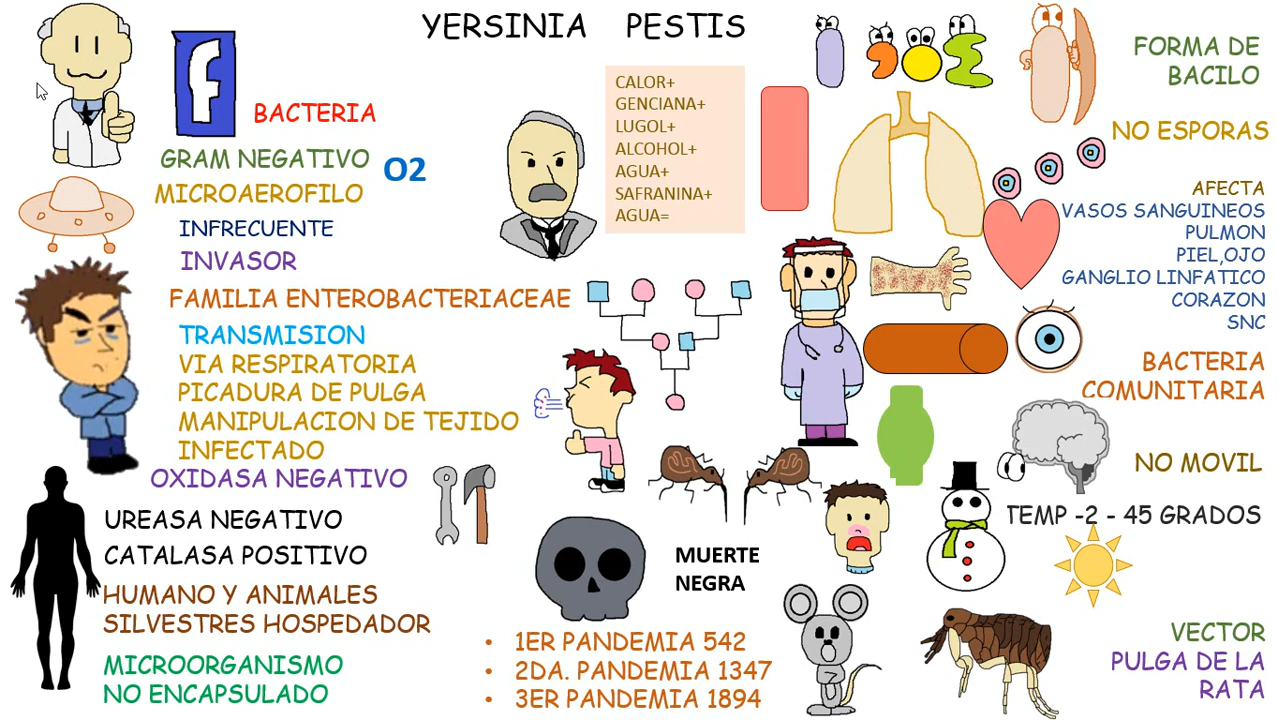 YERSINIA PESTIS
f
BACTERIA
GRAM NEGATIVO
O2
MICROAEROFILO
INFRECUENTE
INVASOR
FAMILIA ENTEROBACTERIACEAE
TRANSMISION
VIA RESPIRATORIA
PICADURA DE PULGA
MANIPULACION DE TEJIDO
INFECTADO
OXIDASA NEGATIVO
UREASA NEGATIVO
CATALASA POSITIVO
HUMANO Y ANIMALES
SILVESTRES HOSPEDADOR
MICROORGANISMO
NO ENCAPSULADO
CALOR+
GENCIANA+
LUGOL+
ALCOHOL+
AGUA+
SAFRANINA+
AGUA=
MUERTE
NEGRA
• 1ER PANDEMIA 542
• 2DA. PANDEMIA 1347
• 3ER PANDEMIA 1894
FORMA DE
BACILO
NO ESPORAS
AFECTA
VASOS SANGUINEOS
PULMON
PIEL,OJO
GANGLIO LINFATICO
CORAZON
SNC
BACTERIA
COMUNITARIA
NO MOVIL
TEMP -2 - 45 GRADOS
VECTOR
PULGA DE LA
RATA